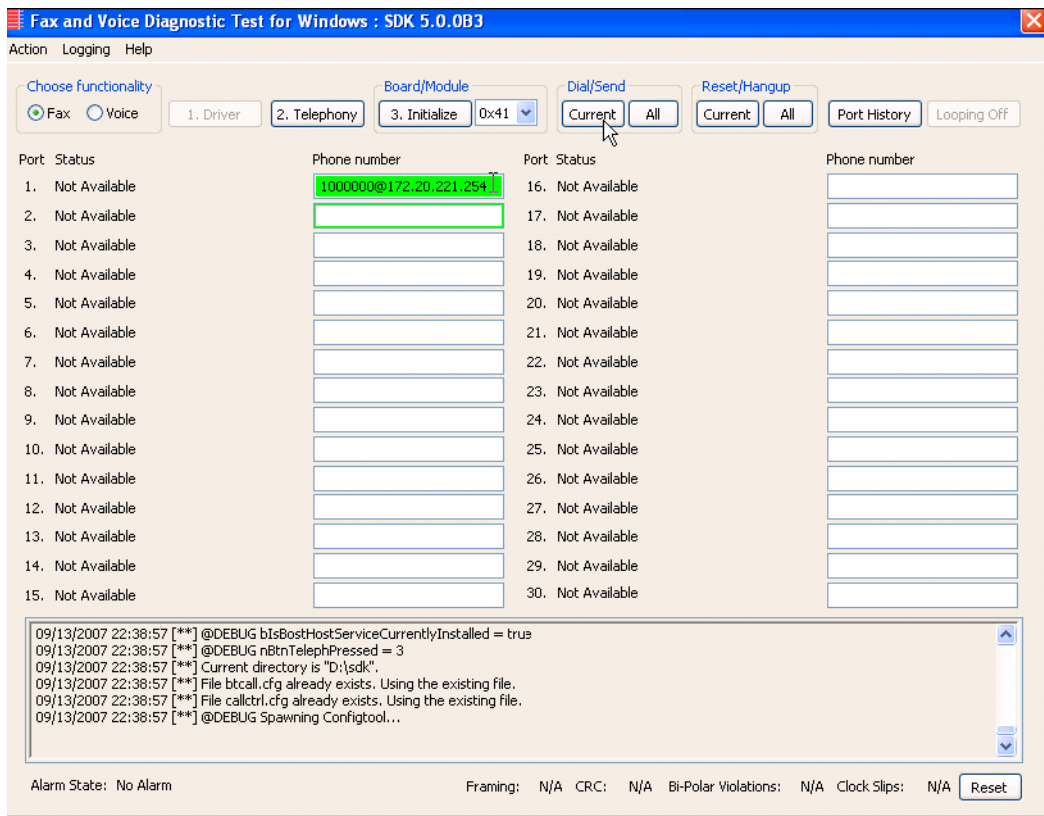 Fax and Voice Diagnostic Test for Windows : SDK 5.0.0B3
Action Logging Help
Choose functionality Board/Module Dial/Send Reset/Hangup
Fax Voice 1. Driver 2. Telephony 3. Initialize 0x41 Current All Current All Port History Looping Off
Port Status Phone number Port Status Phone number
1. Not Available 1000000@172.20.221.254 16. Not Available
2. Not Available 17. Not Available
3. Not Available 18. Not Available
4. Not Available 19. Not Available
5. Not Available 20. Not Available
6. Not Available 21. Not Available
7. Not Available 22. Not Available
8. Not Available 23. Not Available
9. Not Available 24. Not Available
10. Not Available 25. Not Available
11. Not Available 26. Not Available
12. Not Available 27. Not Available
13. Not Available 28. Not Available
14. Not Available 29. Not Available
15. Not Available 30. Not Available
09/13/2007 22:38:57 [**] @DEBUG bIsBostHostServiceCurrentlyInstalled = true
09/13/2007 22:38:57 [**] @DEBUG nBtnTelephPressed = 3
09/13/2007 22:38:57 [**] Current directory is "D:\sdk".
09/13/2007 22:38:57 [**] File btcall.cfg already exists. Using the existing file.
09/13/2007 22:38:57 [**] File callctrl.cfg already exists. Using the existing file.
09/13/2007 22:38:57 [**] @DEBUG Spawning Configtool...
Alarm State: No Alarm Framing: N/A CRC: N/A Bi-Polar Violations: N/A Clock Slips: N/A Reset